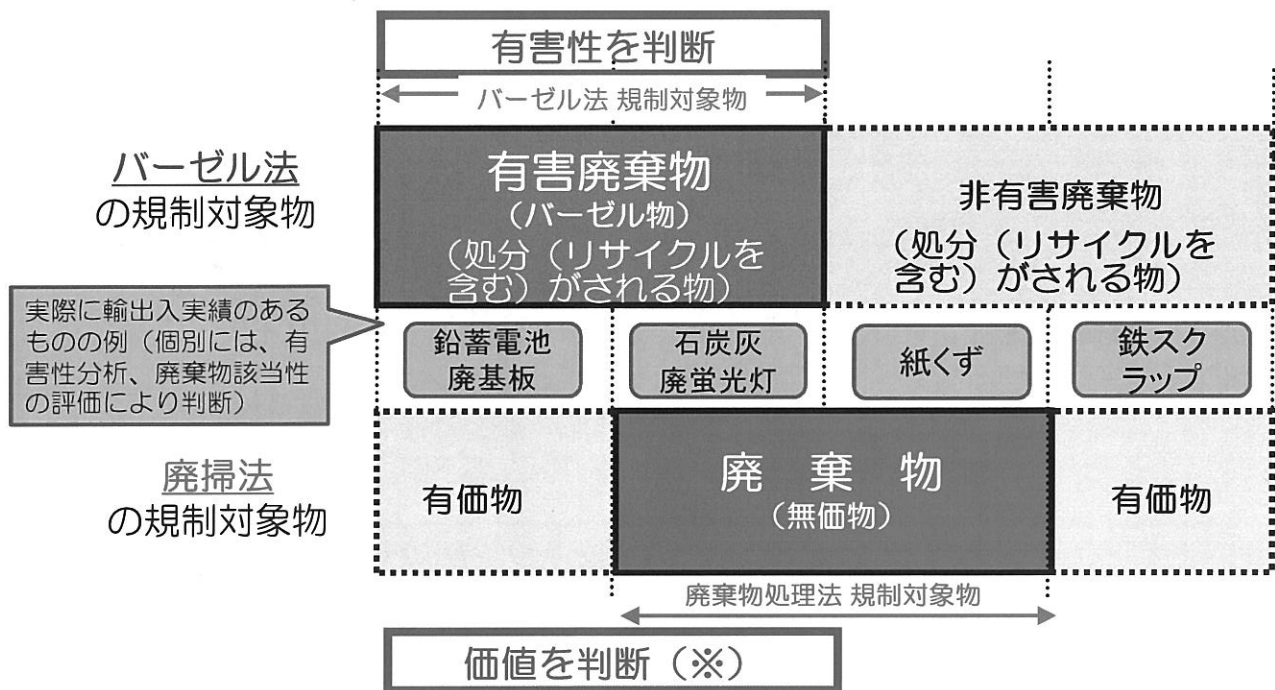 有害性を判断
バーゼル法 規制対象物
バーゼル法
の規制対象物
有害廃棄物
（バーゼル物）
（処分（リサイクルを
含む）がされる物）
非有害廃棄物
（処分（リサイクルを
含む）がされる物）
実際に輸出入実績のある
ものの例（個別には、有
害性分析、廃棄物該当性
の評価により判断）
鉛蓄電池
廃基板
石炭灰
廃蛍光灯
紙くず
鉄スク
ラップ
廃掃法
の規制対象物
有価物
廃 棄 物
（無価物）
有価物
廃棄物処理法 規制対象物
価値を判断（※）